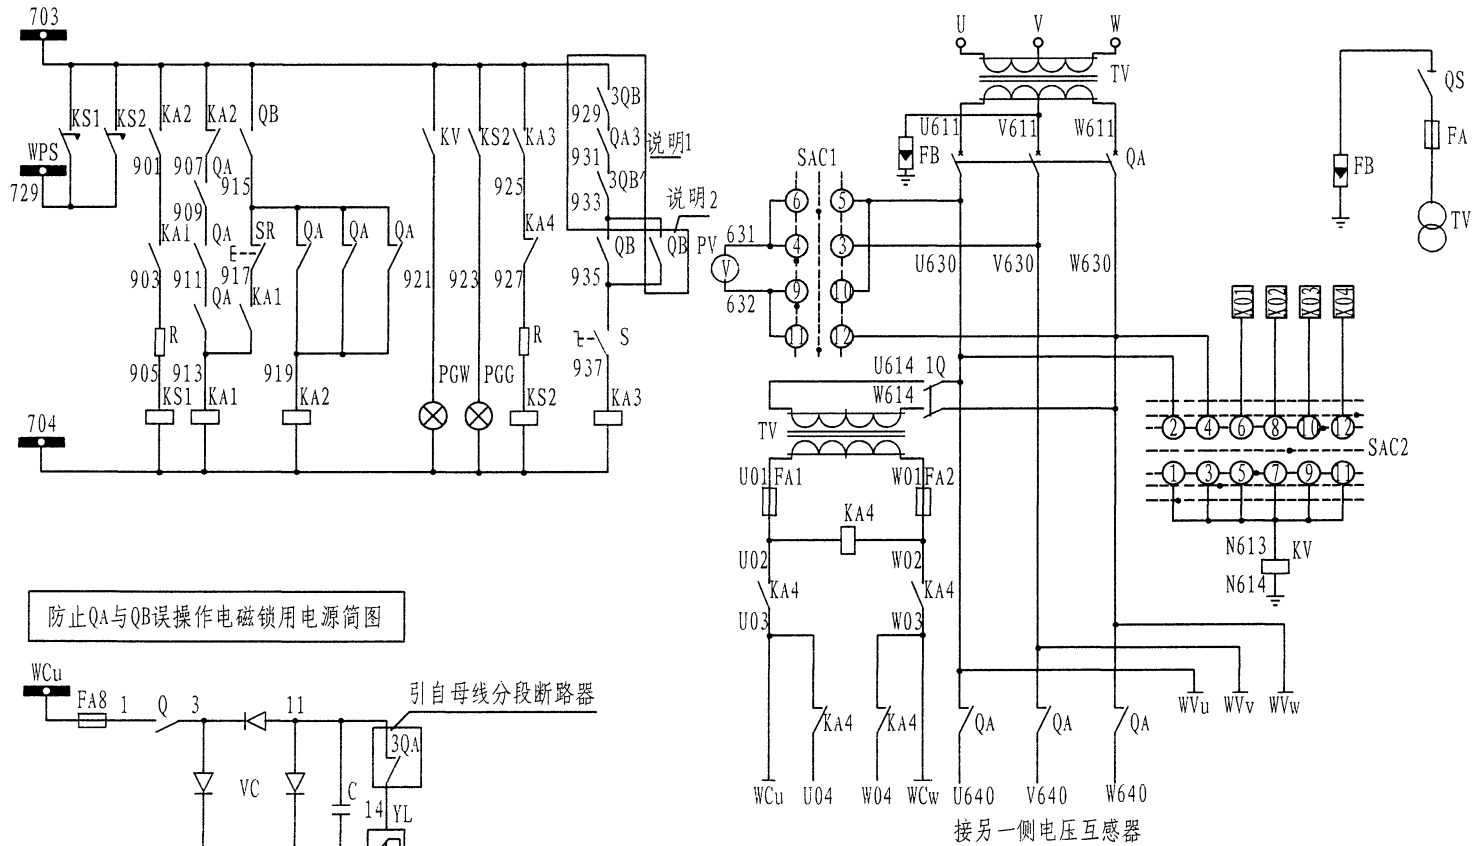 703
KS1
KS2
KA2
KA2
QB
WPS
729
901
907
QA
915
909
KA1
QA
SR
QA
QA
QA
903
911
917
QA
KA1
R
905
913
919
KS1
KA1
KA2
704
KV
KS2
KA3
929
3QB
931
QA3
说明1
925
933
3QB'
说明2
KA4
QB
QB
921
923
927
935
R
S
937
PGW
PGG
KS2
KA3
U
V
W
TV
U611
V611
W611
FB
QA
SAC1
6
5
4
3
9
10
11
12
PV
631
V
632
U630
V630
W630
U614
1Q
W614
TV
U01
FA1
W01
FA2
KA4
U02
W02
KA4
KA4
U03
W03
KA4
KA4
QA
QA
QA
WCu
U04
W04
WCw
U640
V640
W640
接另一侧电压互感器
WVu
WVv
WVw
QS
FA
FB
TV
X01
X02
X03
X04
2
4
6
8
10
12
SAC2
1
3
5
7
9
11
N613
KV
N614
防止QA与QB误操作电磁锁用电源简图
WCu
FA8
1
Q
3
11
引自母线分段断路器
3QA
VC
C
14
YL